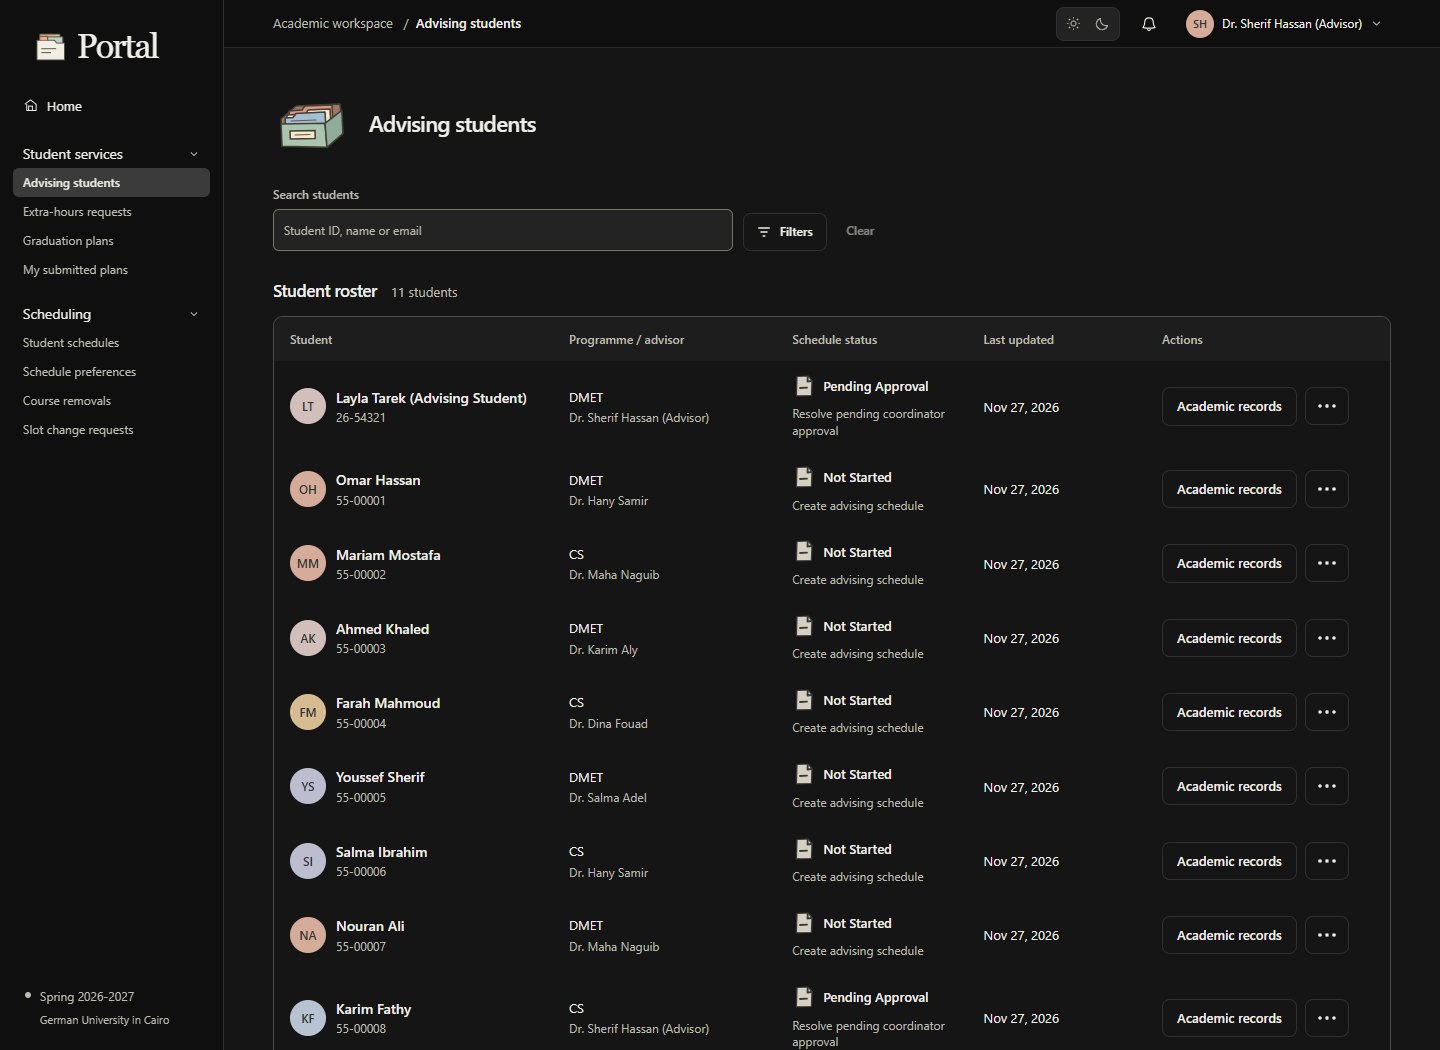 Portal
Academic workspace / Advising students
SH Dr. Sherif Hassan (Advisor)
Home
Student services
Advising students
Extra-hours requests
Graduation plans
My submitted plans
Scheduling
Student schedules
Schedule preferences
Course removals
Slot change requests
Spring 2026-2027
German University in Cairo
Advising students
Search students
Student ID, name or email
Filters
Clear
Student roster 11 students
Student Programme / advisor Schedule status Last updated Actions
LT Layla Tarek (Advising Student)
26-54321
DMET
Dr. Sherif Hassan (Advisor)
Pending Approval
Resolve pending coordinator
approval
Nov 27, 2026
Academic records
OH Omar Hassan
55-00001
DMET
Dr. Hany Samir
Not Started
Create advising schedule
Nov 27, 2026
Academic records
MM Mariam Mostafa
55-00002
CS
Dr. Maha Naguib
Not Started
Create advising schedule
Nov 27, 2026
Academic records
AK Ahmed Khaled
55-00003
DMET
Dr. Karim Aly
Not Started
Create advising schedule
Nov 27, 2026
Academic records
FM Farah Mahmoud
55-00004
CS
Dr. Dina Fouad
Not Started
Create advising schedule
Nov 27, 2026
Academic records
YS Youssef Sherif
55-00005
DMET
Dr. Salma Adel
Not Started
Create advising schedule
Nov 27, 2026
Academic records
SI Salma Ibrahim
55-00006
CS
Dr. Hany Samir
Not Started
Create advising schedule
Nov 27, 2026
Academic records
NA Nouran Ali
55-00007
DMET
Dr. Maha Naguib
Not Started
Create advising schedule
Nov 27, 2026
Academic records
KF Karim Fathy
55-00008
CS
Dr. Sherif Hassan (Advisor)
Pending Approval
Resolve pending coordinator
approval
Nov 27, 2026
Academic records